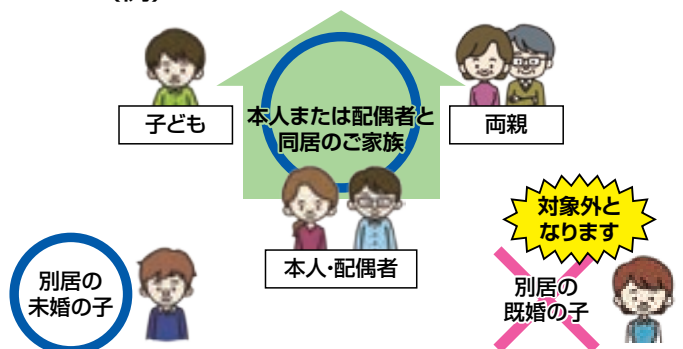 子ども
本人または配偶者と
同居のご家族
両親
本人・配偶者
別居の
未婚の子
対象外と
なります
別居の
既婚の子